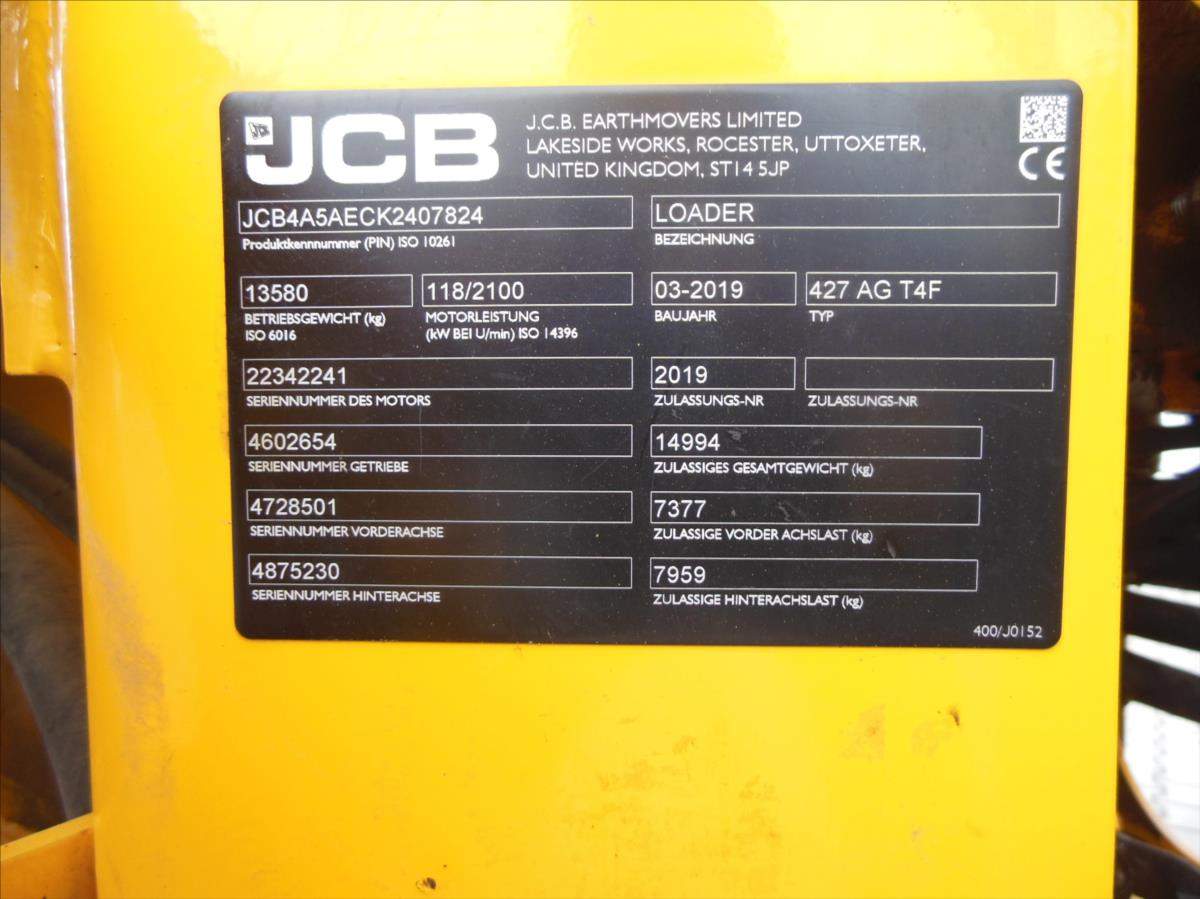 JCB
J.C.B. EARTHMOVERS LIMITED
LAKESIDE WORKS, ROCESTER, UTTOXETER,
UNITED KINGDOM, ST14 5JP
CE
JCB4A5AECK2407824
Produktkennnummer (PIN) ISO 10261
LOADER
BEZEICHNUNG
13580
BETRIEBSGEWICHT (kg)
ISO 6016
118/2100
MOTORLEISTUNG
(kW BEI U/min) ISO 14396
03-2019
BAUJAHR
427 AG T4F
TYP
22342241
SERIENNUMMER DES MOTORS
2019
ZULASSUNGS-NR
ZULASSUNGS-NR
4602654
SERIENNUMMER GETRIEBE
14994
ZULASSIGES GESAMTGEWICHT (kg)
4728501
SERIENNUMMER VORDERACHSE
7377
ZULASSIGE VORDER ACHSLAST (kg)
4875230
SERIENNUMMER HINTERACHSE
7959
ZULASSIGE HINTERACHSLAST (kg)
400/J0152